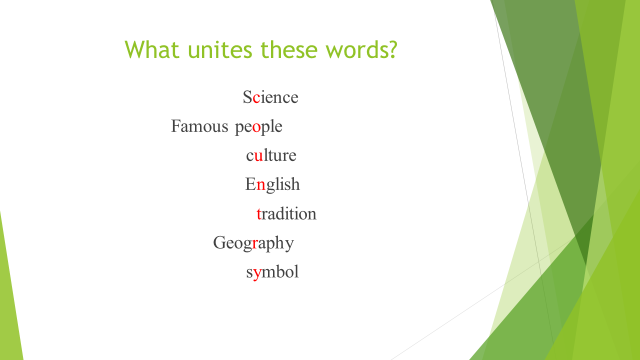 What unites these words?
Science
Famous people
culture
English
tradition
Geography
symbol